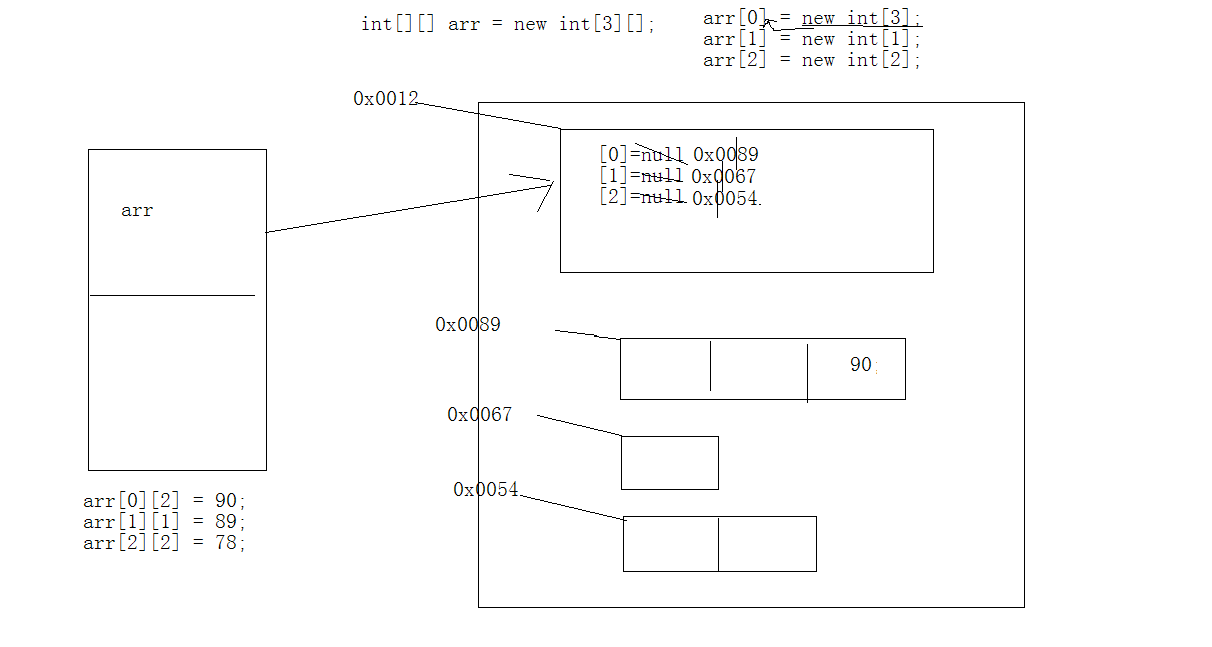 int[][] arr = new int[3][];
arr[0] = new int[3];
arr[1] = new int[1];
arr[2] = new int[2];
0x0012
[0]=null 0x0089
[1]=null 0x0067
[2]=null 0x0054.
arr
0x0089
90;
0x0067
0x0054
arr[0][2] = 90;
arr[1][1] = 89;
arr[2][2] = 78;